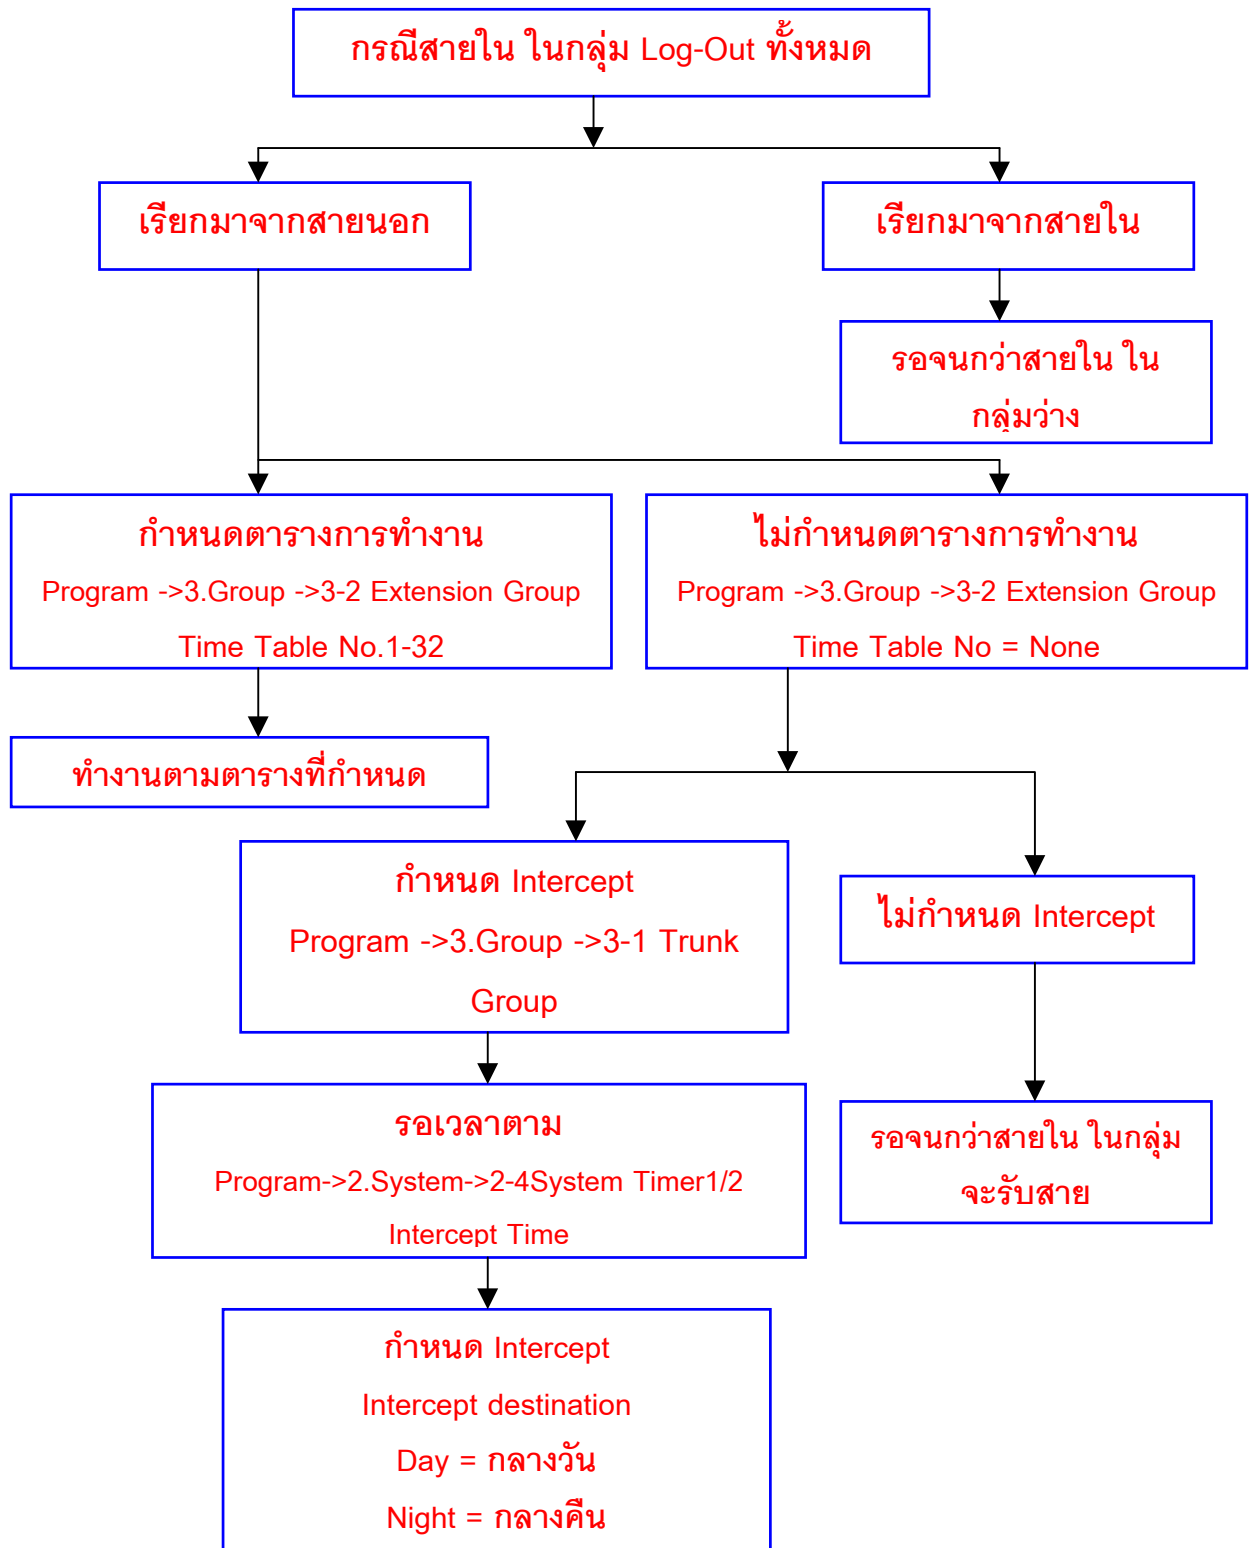 กรณีสายใน ในกลุ่ม Log-Out ทั้งหมด
เรียกมาจากสายนอก
เรียกมาจากสายใน
รอจนกว่าสายใน ใน
กลุ่มว่าง
กำหนดตารางการทำงาน
Program ->3.Group ->3-2 Extension Group
Time Table No.1-32
ไม่กำหนดตารางการทำงาน
Program ->3.Group ->3-2 Extension Group
Time Table No = None
ทำงานตามตารางที่กำหนด
กำหนด Intercept
Program ->3.Group ->3-1 Trunk
Group
ไม่กำหนด Intercept
รอเวลาตาม
Program->2.System->2-4System Timer1/2
Intercept Time
รอจนกว่าสายใน ในกลุ่ม
จะรับสาย
กำหนด Intercept
Intercept destination
Day = กลางวัน
Night = กลางคืน